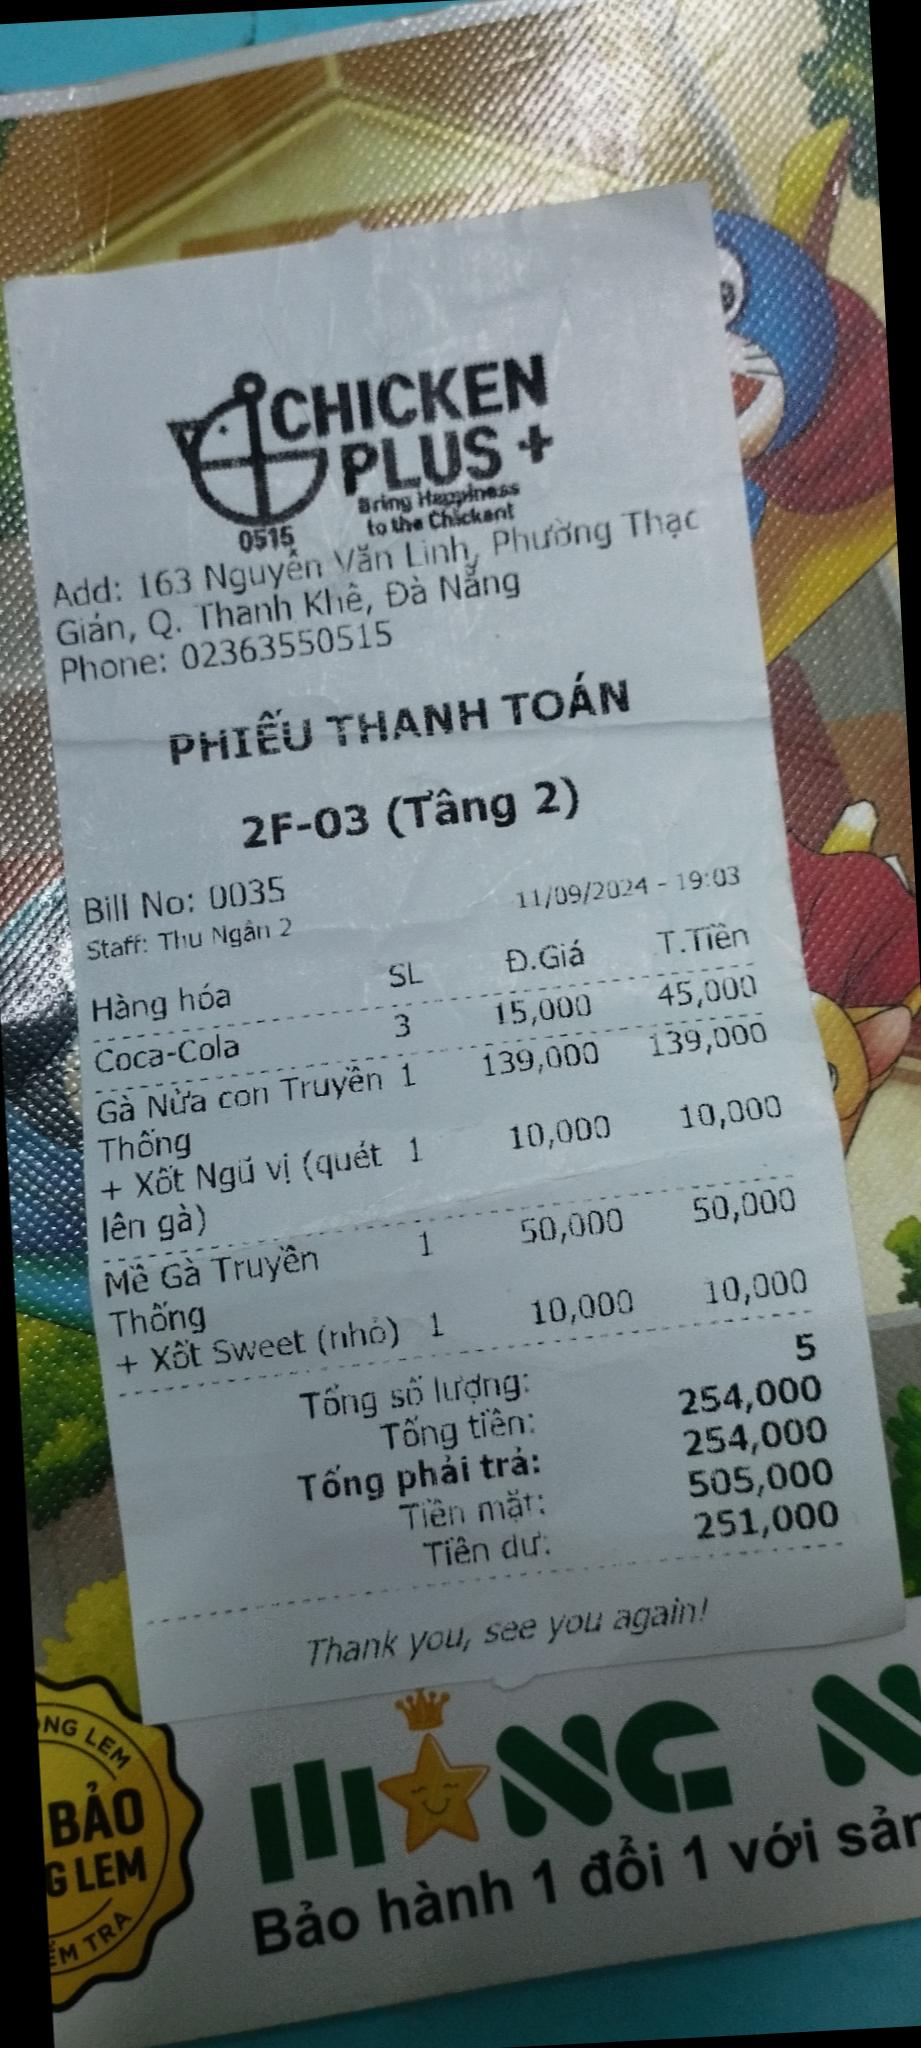 CHICKEN
PLUS +
Bring Happiness
to the Chickent
0515
Add: 163 Nguyễn Văn Linh, Phường Thạc
Gián, Q. Thanh Khê, Đà Nẵng
Phone: 02363550515
PHIẾU THANH TOÁN
2F-03 (Tầng 2)
Bill No: 0035
11/09/2024 - 19:03
Staff: Thu Ngân 2
Hàng hóa SL Đ.Giá T.Tiền
Coca-Cola 3 15,000 45,000
Gà Nửa con Truyền 1 139,000 139,000
Thống
+ Xốt Ngũ vị (quét 1 10,000 10,000
lên gà)
Mề Gà Truyền 1 50,000 50,000
Thống
+ Xốt Sweet (nhỏ) 1 10,000 10,000
Tổng số lượng: 5
Tổng tiền: 254,000
Tổng phải trả: 254,000
Tiền mặt: 505,000
Tiền dư: 251,000
Thank you, see you again!
LEM
BẢO
LEM
TRA
Bảo hành 1 đổi 1 với sản